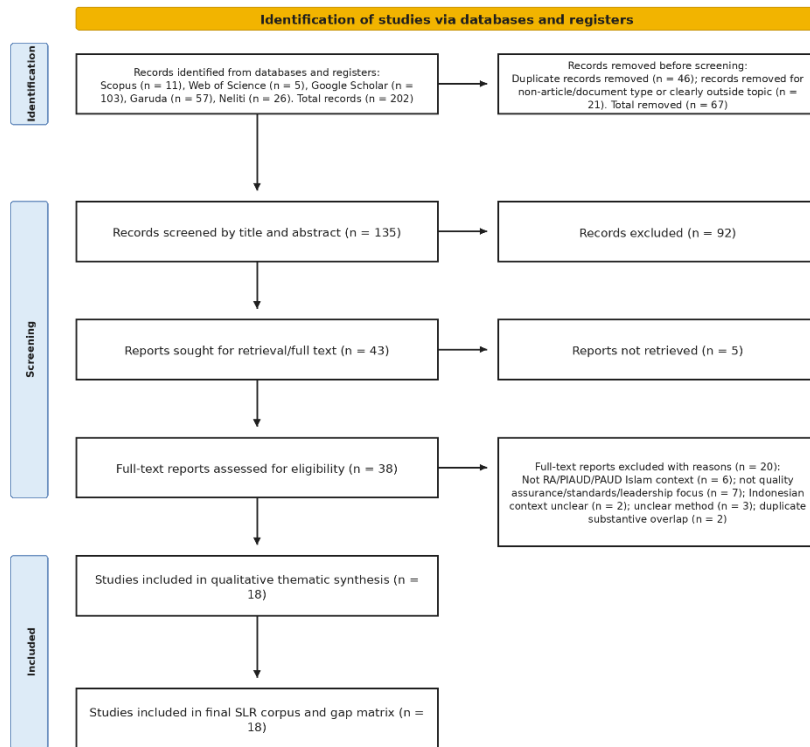 Identification of studies via databases and registers
Identification
Records identified from databases and registers:
Scopus (n = 11), Web of Science (n = 5), Google Scholar (n =
103), Garuda (n = 57), Neliti (n = 26). Total records (n = 202)
Records removed before screening:
Duplicate records removed (n = 46); records removed for
non-article/document type or clearly outside topic (n =
21). Total removed (n = 67)
Screening
Records screened by title and abstract (n = 135)
Records excluded (n = 92)
Reports sought for retrieval/full text (n = 43)
Reports not retrieved (n = 5)
Full-text reports assessed for eligibility (n = 38)
Full-text reports excluded with reasons (n = 20):
Not RA/PIAUD/PAUD Islam context (n = 6); not quality
assurance/standards/leadership focus (n = 7); Indonesian
context unclear (n = 2); unclear method (n = 3); duplicate
substantive overlap (n = 2)
Included
Studies included in qualitative thematic synthesis (n =
18)
Studies included in final SLR corpus and gap matrix (n =
18)